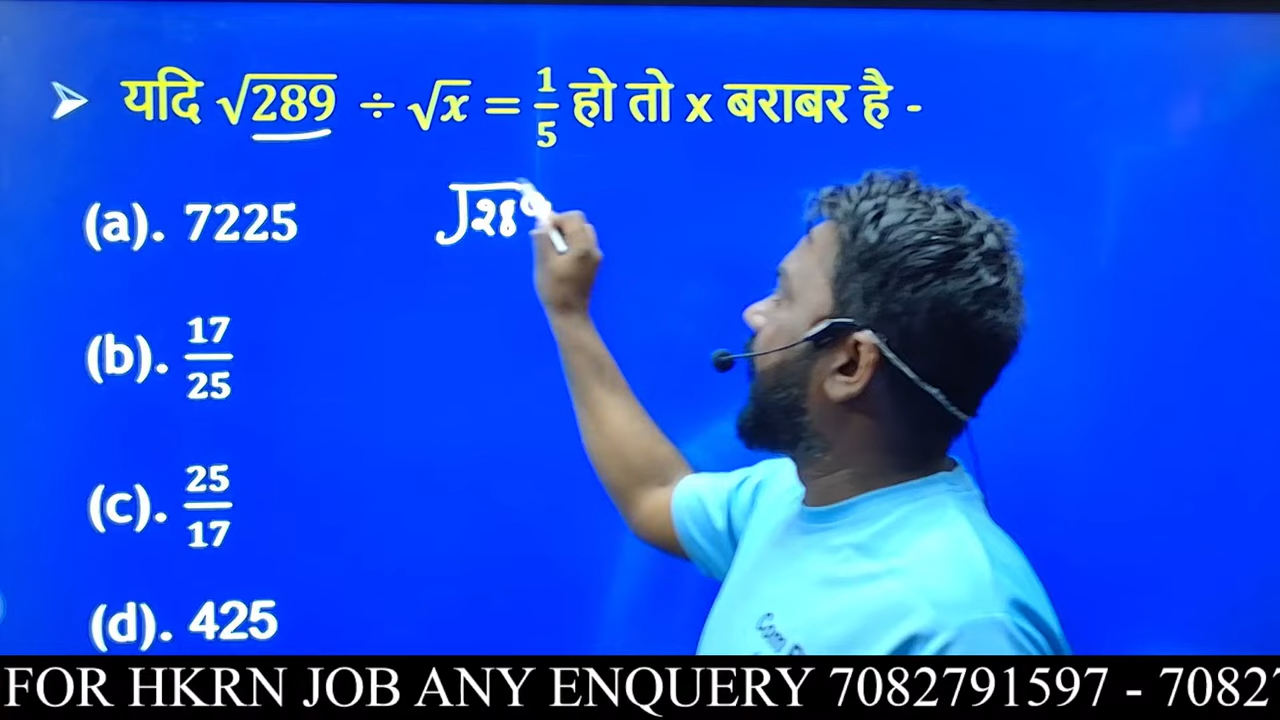 यदि √289 ÷ √x = 1/5 हो तो x बराबर है -
(a). 7225
√289
(b). 17/25
(c). 25/17
(d). 425
FOR HKRN JOB ANY ENQUERY 7082791597 - 7082